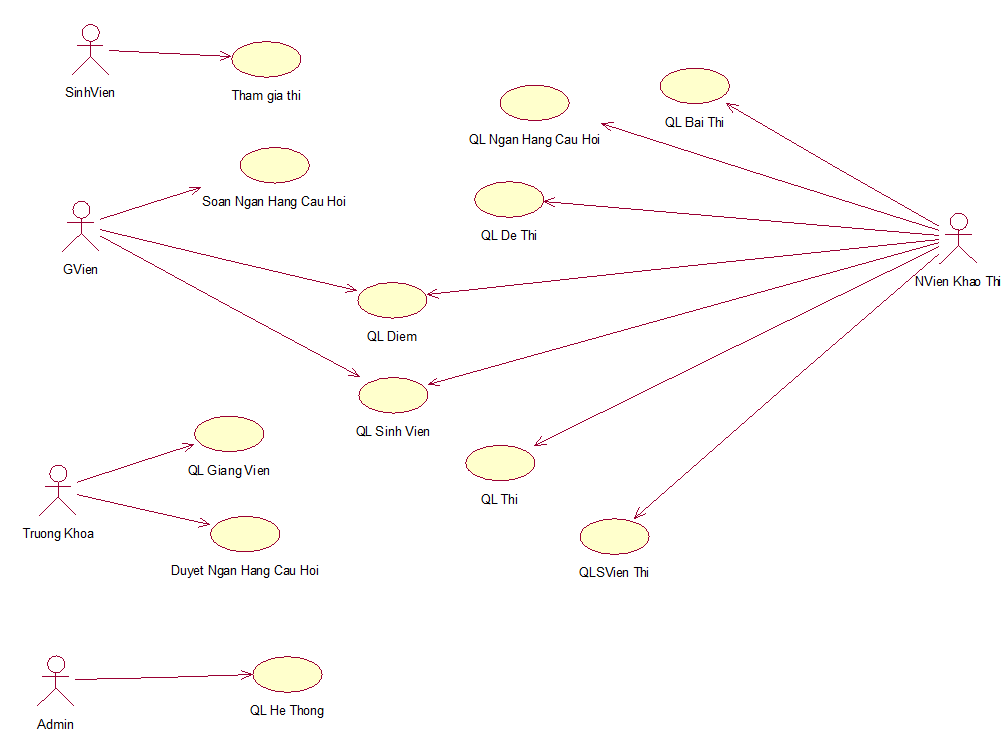 SinhVien
Tham gia thi
QL Bai Thi
QL Ngan Hang Cau Hoi
Soan Ngan Hang Cau Hoi
QL De Thi
GVien
NVien Khao Thi
QL Diem
QL Sinh Vien
QL Giang Vien
QL Thi
Truong Khoa
Duyet Ngan Hang Cau Hoi
QLSVien Thi
QL He Thong
Admin